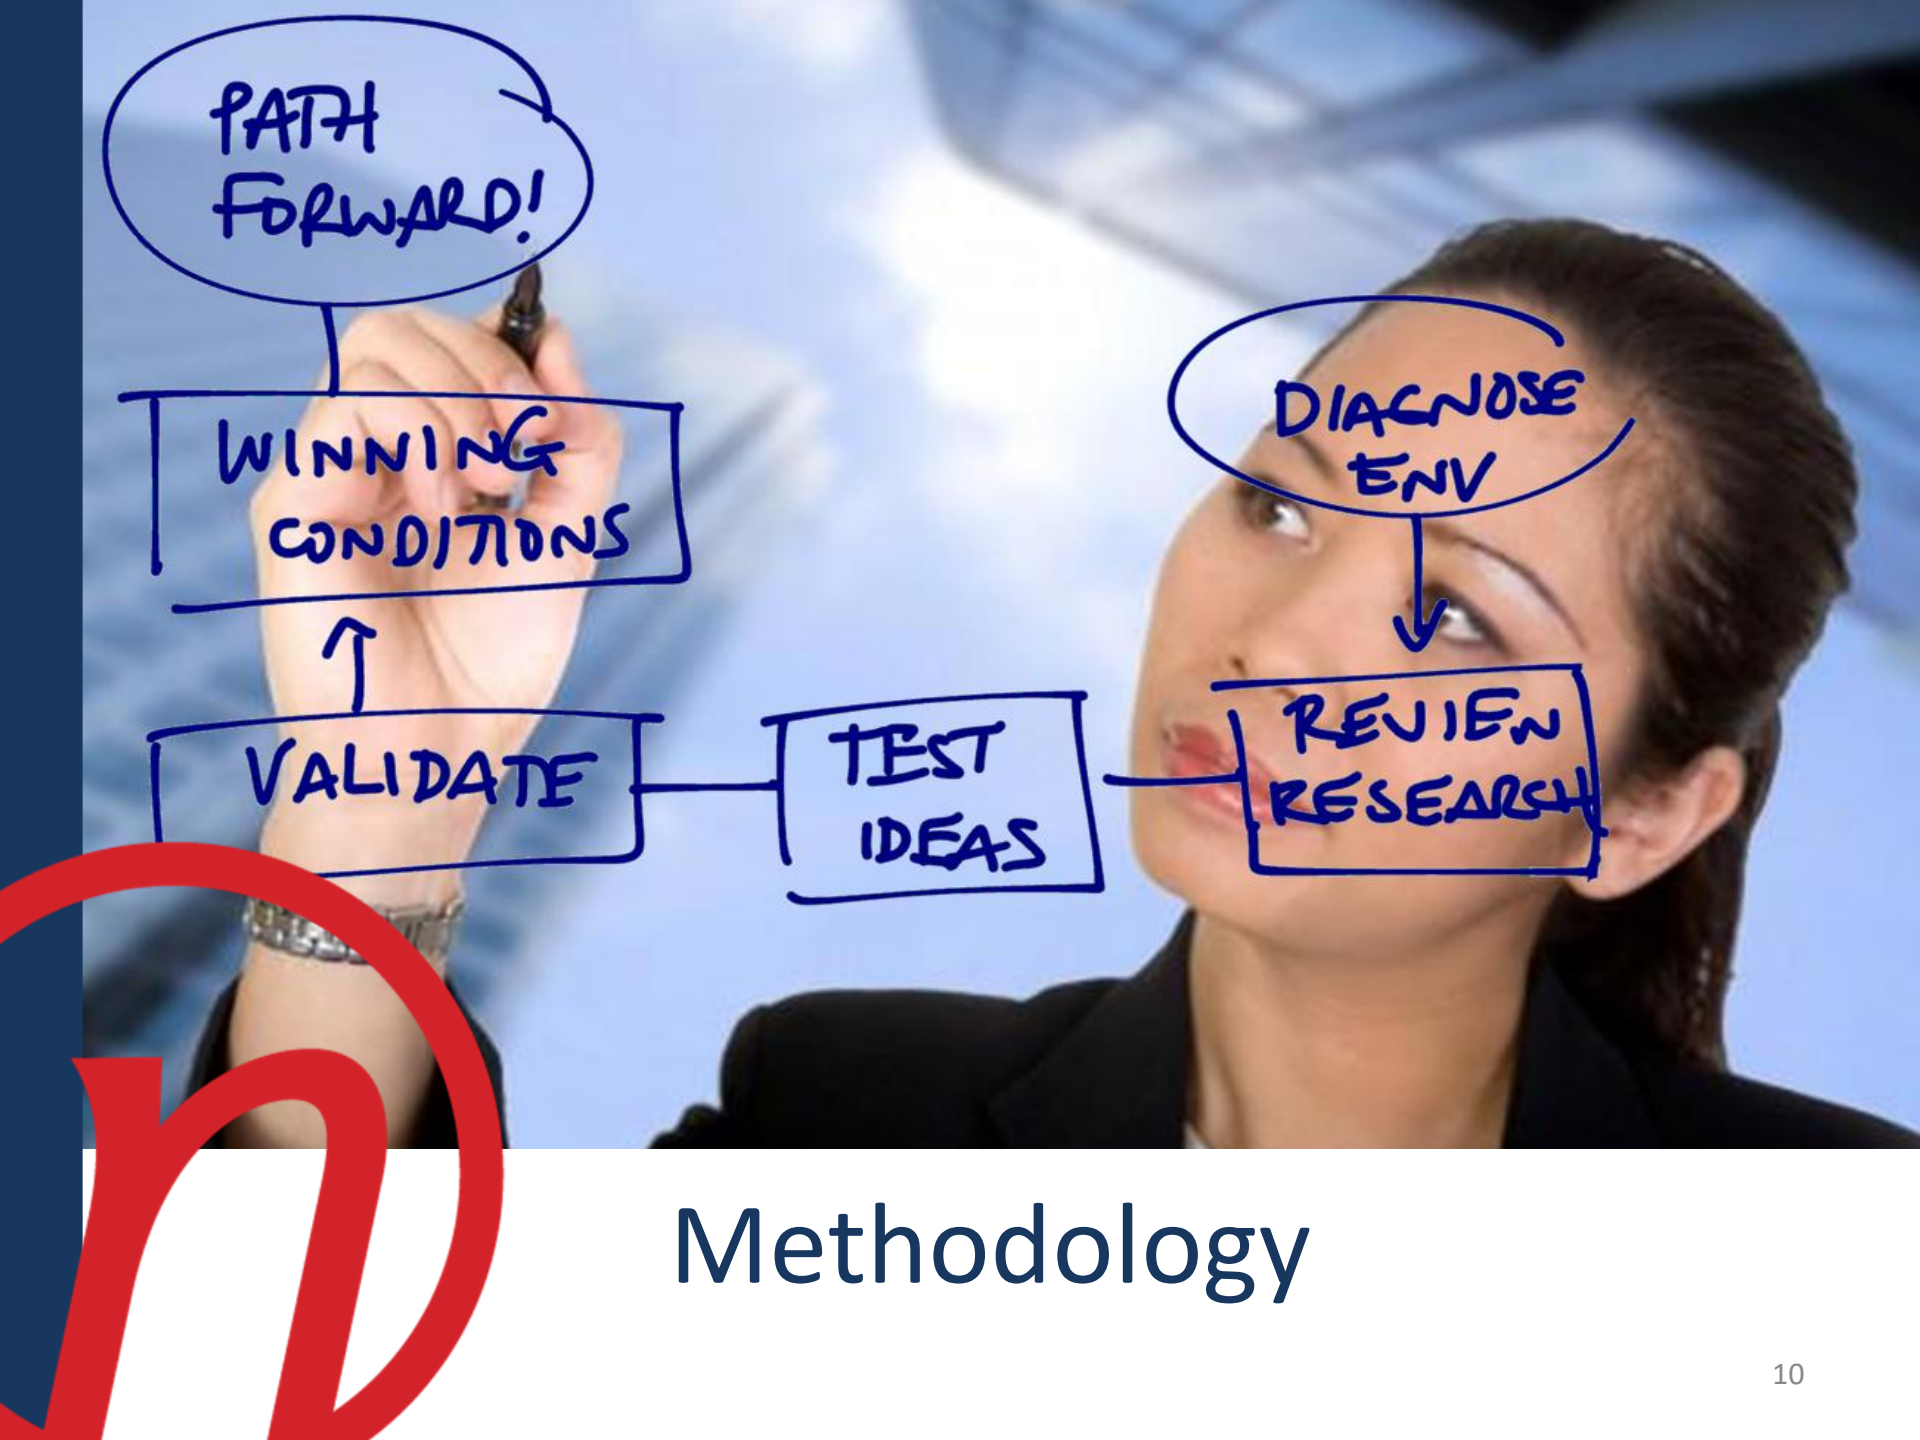 PATH
FORWARD!
WINNING
CONDITIONS
VALIDATE
TEST
IDEAS
DIAGNOSE
ENV
REVIEW
RESEARCH
n
Methodology
10